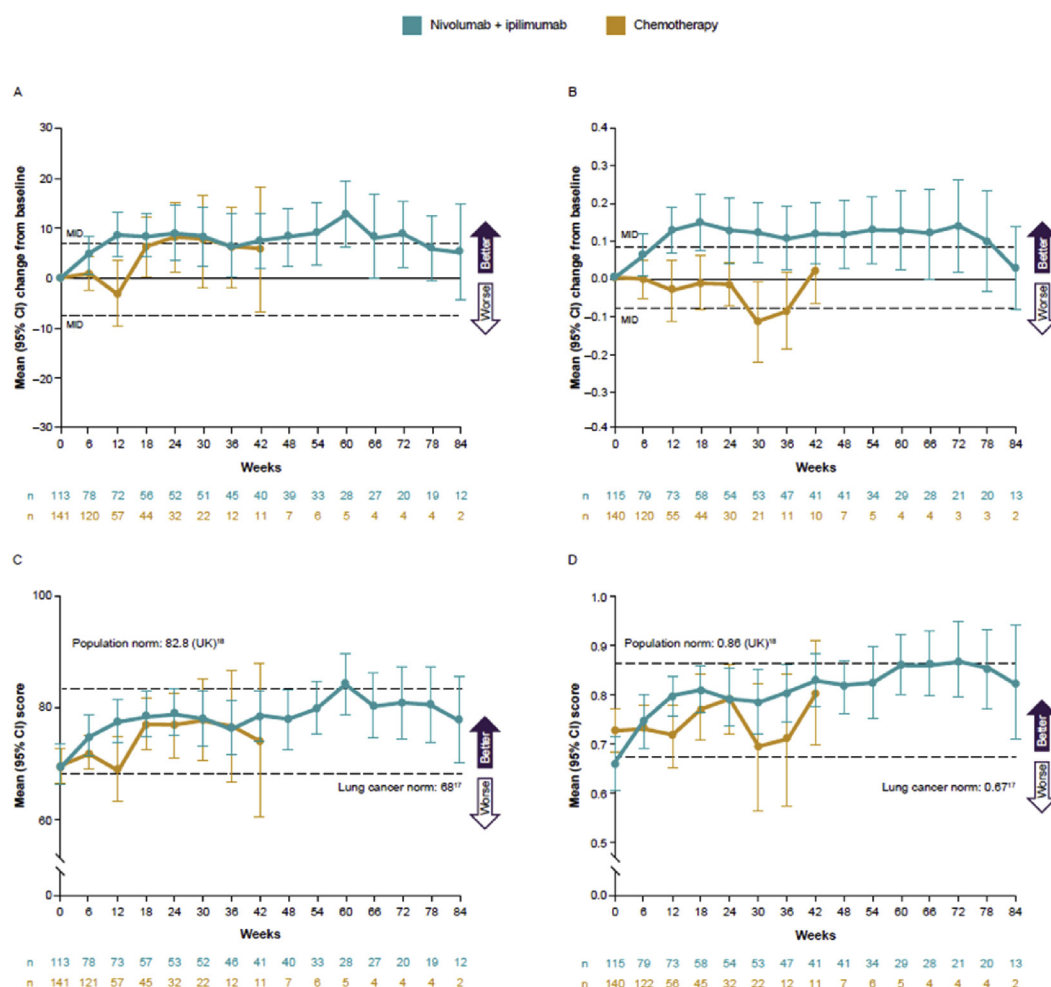 Nivolumab + ipilimumab Chemotherapy
A
Mean (95% CI) change from baseline
30
20
10
0
–10
–20
–30
MID
MID
Better
Worse
0 6 12 18 24 30 36 42 48 54 60 66 72 78 84
Weeks
n 113 78 72 56 52 51 45 40 39 33 28 27 20 19 12
n 141 120 57 44 32 22 12 11 7 6 5 4 4 4 2
B
Mean (95% CI) change from baseline
0.4
0.3
0.2
0.1
0.0
–0.1
–0.2
–0.3
–0.4
MID
MID
Better
Worse
0 6 12 18 24 30 36 42 48 54 60 66 72 78 84
Weeks
n 115 79 73 58 54 53 47 41 41 34 29 28 21 20 13
n 140 120 55 44 30 21 11 10 7 5 4 4 3 3 2
C
Mean (95% CI) score
100
80
60
0
Population norm: 82.8 (UK)¹⁸
Lung cancer norm: 68¹⁷
Better
Worse
0 6 12 18 24 30 36 42 48 54 60 66 72 78 84
Weeks
n 113 78 73 57 53 52 46 41 40 33 28 27 20 19 12
n 141 121 57 45 32 22 12 11 7 6 5 4 4 4 2
D
Mean (95% CI) score
1.0
0.9
0.8
0.7
0.6
0.5
0.0
Population norm: 0.86 (UK)¹⁸
Lung cancer norm: 0.67¹⁷
Better
Worse
0 6 12 18 24 30 36 42 48 54 60 66 72 78 84
Weeks
n 115 79 73 58 54 53 47 41 41 34 29 28 21 20 13
n 140 122 56 45 32 22 12 11 7 6 5 4 4 4 2